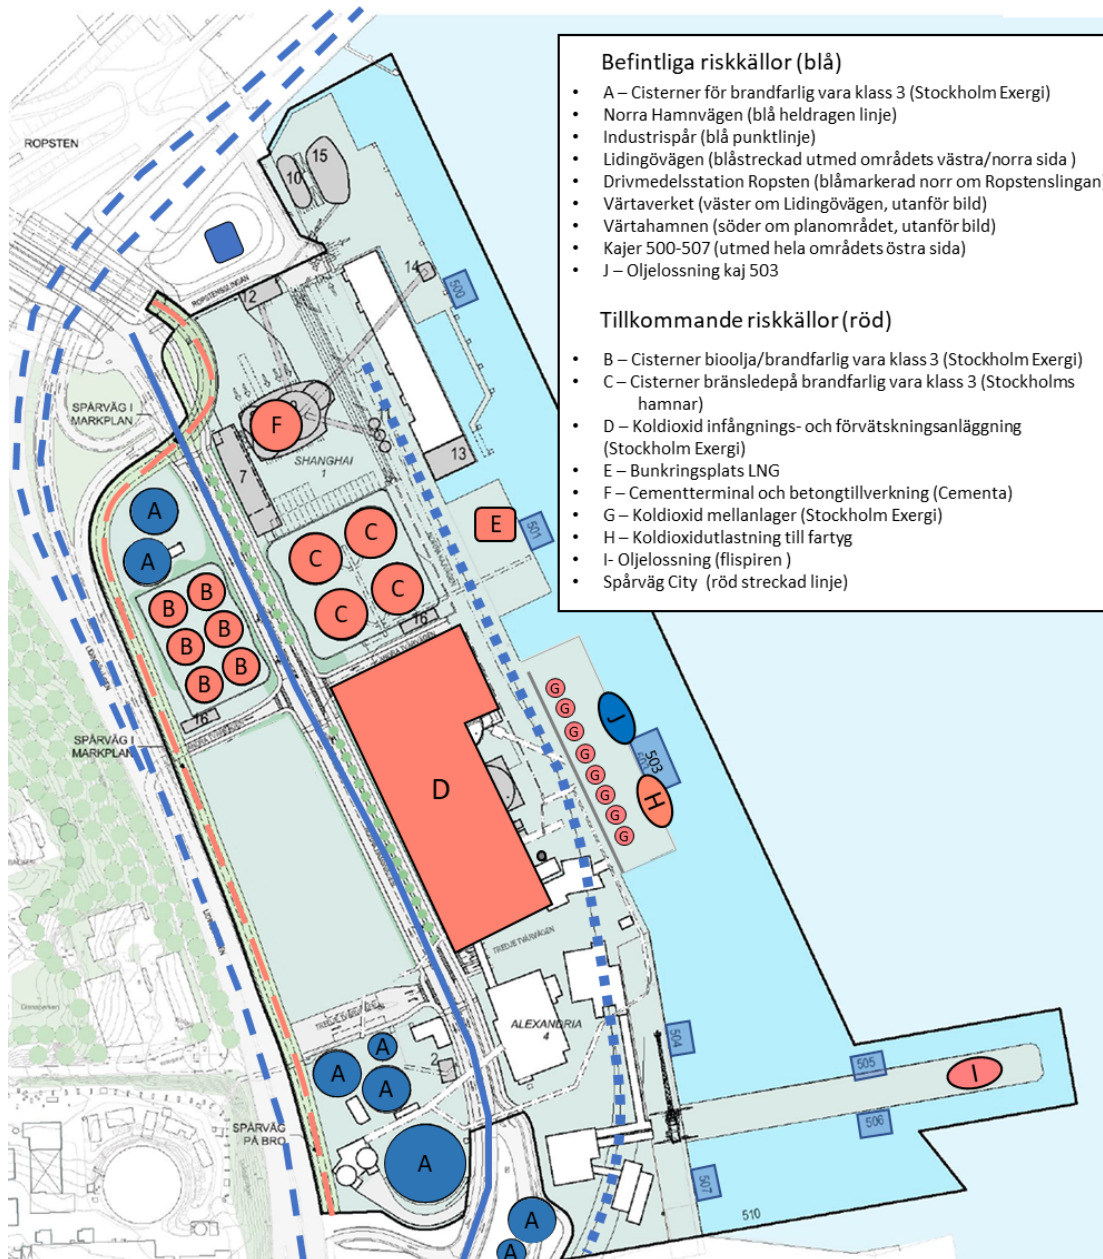 Befintliga riskkällor (blå)
• A – Cisterner för brandfarlig vara klass 3 (Stockholm Exergi)
• Norra Hamnvägen (blå heldragen linje)
• Industrispår (blå punktlinje)
• Lidingövägen (blåstreckad utmed områdets västra/norra sida )
• Drivmedelsstation Ropsten (blåmarkerad norr om Ropstenslingan)
• Värtaverket (väster om Lidingövägen, utanför bild)
• Värtahamnen (söder om planområdet, utanför bild)
• Kajer 500-507 (utmed hela områdets östra sida)
• J – Oljelossning kaj 503
Tillkommande riskkällor (röd)
• B – Cisterner bioolja/brandfarlig vara klass 3 (Stockholm Exergi)
• C – Cisterner bränsledepå brandfarlig vara klass 3 (Stockholms
hamnar)
• D – Koldioxid infångnings- och förvätskningsanläggning
(Stockholm Exergi)
• E – Bunkringsplats LNG
• F – Cementterminal och betongtillverkning (Cementa)
• G – Koldioxid mellanlager (Stockholm Exergi)
• H – Koldioxidutlastning till fartyg
• I- Oljelossning (flispiren )
• Spårväg City (röd streckad linje)
ROPSTEN
15
10
14
500
ROPSTENSSLINGAN
12
SPÅRVÄG I
MARKPLAN
F
7
SHANGHAI
1
13
A
A
E
501
C
C
C
C
B
B
B
B
B
B
16
16
SPÅRVÄG I
MARKPLAN
G
G
G
G
G
G
G
G
J
503
H
D
TREDJE TVÄRVÄGEN
ALEXANDRIA
4
504
505
I
506
A
A
A
2
SPÅRVÄG
PÅ BRO
A
507
510
A
A